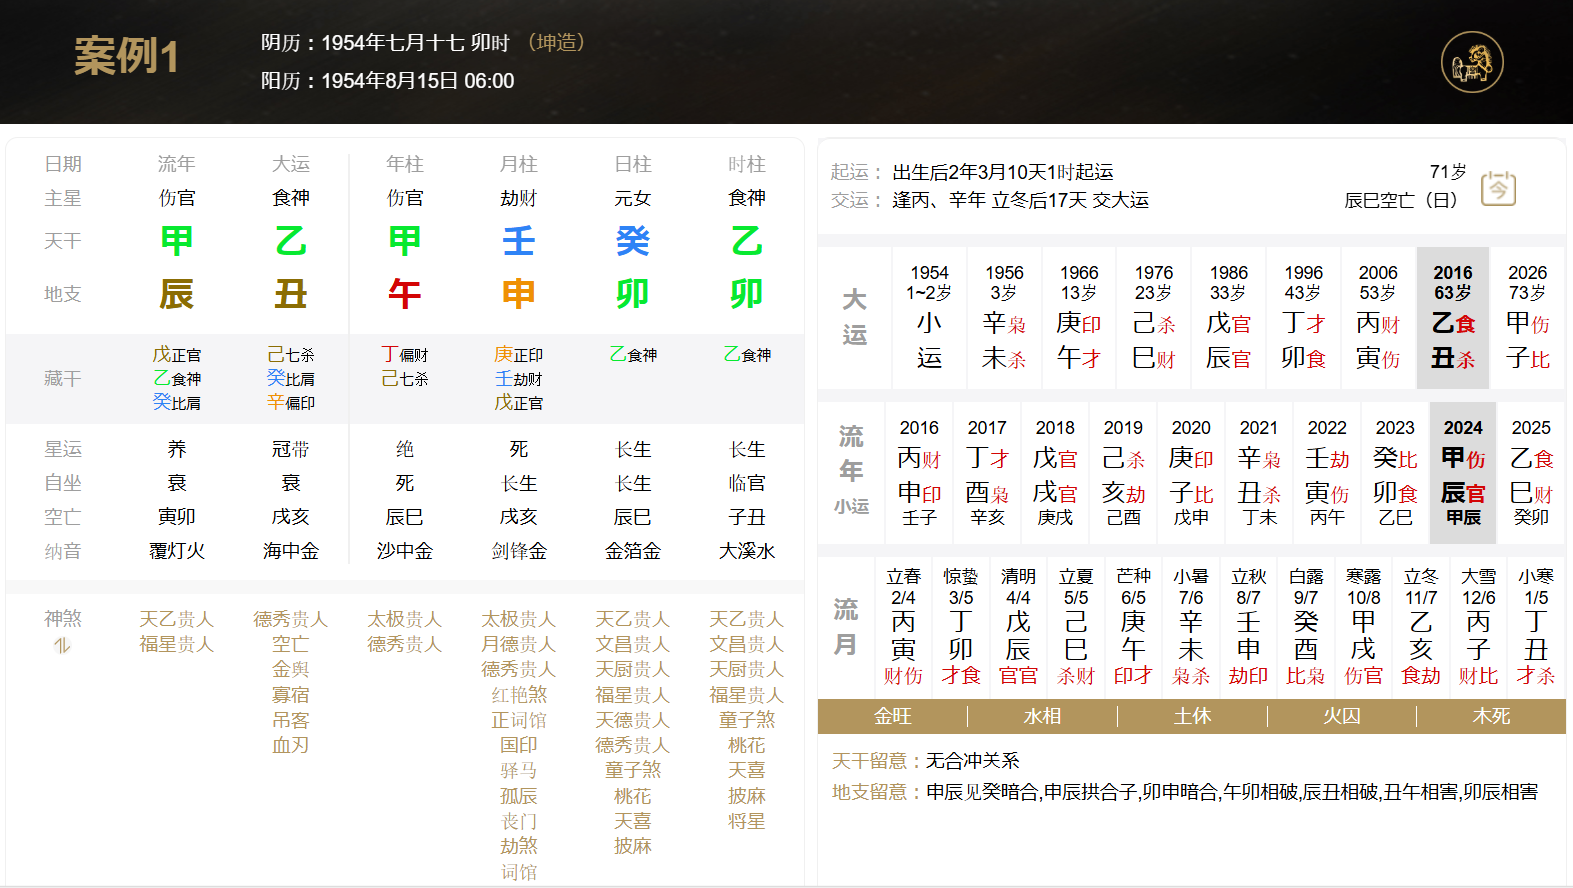 案例1
阴历：1954年七月十七 卯时 （坤造）
阳历：1954年8月15日 06:00
日期 流年 大运 年柱 月柱 日柱 时柱
主星 伤官 食神 伤官 劫财 元女 食神
天干 甲 乙 甲 壬 癸 乙
地支 辰 丑 午 申 卯 卯
藏干 戊正官 己七杀 丁偏财 庚正印 乙食神 乙食神
乙食神 癸比肩 己七杀 壬劫财
癸比肩 辛偏印 戊正官
星运 养 冠带 绝 死 长生 长生
自坐 衰 衰 死 长生 长生 临官
空亡 寅卯 戌亥 辰巳 戌亥 辰巳 子丑
纳音 覆灯火 海中金 沙中金 剑锋金 金箔金 大溪水
神煞 天乙贵人 德秀贵人 太极贵人 太极贵人 天乙贵人 天乙贵人
福星贵人 空亡 德秀贵人 月德贵人 文昌贵人 文昌贵人
金舆 德秀贵人 天厨贵人 天厨贵人
寡宿 红艳煞 福星贵人 福星贵人
吊客 正词馆 天德贵人 童子煞
血刃 国印 德秀贵人 桃花
驿马 童子煞 天喜
孤辰 桃花 披麻
丧门 天喜 将星
劫煞 披麻
词馆
起运： 出生后2年3月10天1时起运 71岁
交运： 逢丙、辛年 立冬后17天 交大运 辰巳空亡（日）
今
大运
1954 1956 1966 1976 1986 1996 2006 2016 2026
1~2岁 3岁 13岁 23岁 33岁 43岁 53岁 63岁 73岁
小 辛枭 庚印 己杀 戊官 丁才 丙财 乙食 甲伤
运 未杀 午才 巳财 辰官 卯食 寅伤 丑杀 子比
流年
小运
2016 2017 2018 2019 2020 2021 2022 2023 2024 2025
丙财 丁才 戊官 己杀 庚印 辛枭 壬劫 癸比 甲伤 乙食
申印 酉枭 戌官 亥劫 子比 丑杀 寅伤 卯食 辰官 巳财
壬子 辛亥 庚戌 己酉 戊申 丁未 丙午 乙巳 甲辰 癸卯
流月
立春 惊蛰 清明 立夏 芒种 小暑 立秋 白露 寒露 立冬 大雪 小寒
2/4 3/5 4/4 5/5 6/5 7/6 8/7 9/7 10/8 11/7 12/6 1/5
丙 丁 戊 己 庚 辛 壬 癸 甲 乙 丙 丁
寅 卯 辰 巳 午 未 申 酉 戌 亥 子 丑
财伤 才食 官官 杀财 印才 枭杀 劫印 比枭 伤官 食劫 财比 才杀
金旺 水相 土休 火囚 木死
天干留意：无合冲关系
地支留意：申辰见癸暗合,申辰拱合子,卯申暗合,午卯相破,辰丑相破,丑午相害,卯辰相害